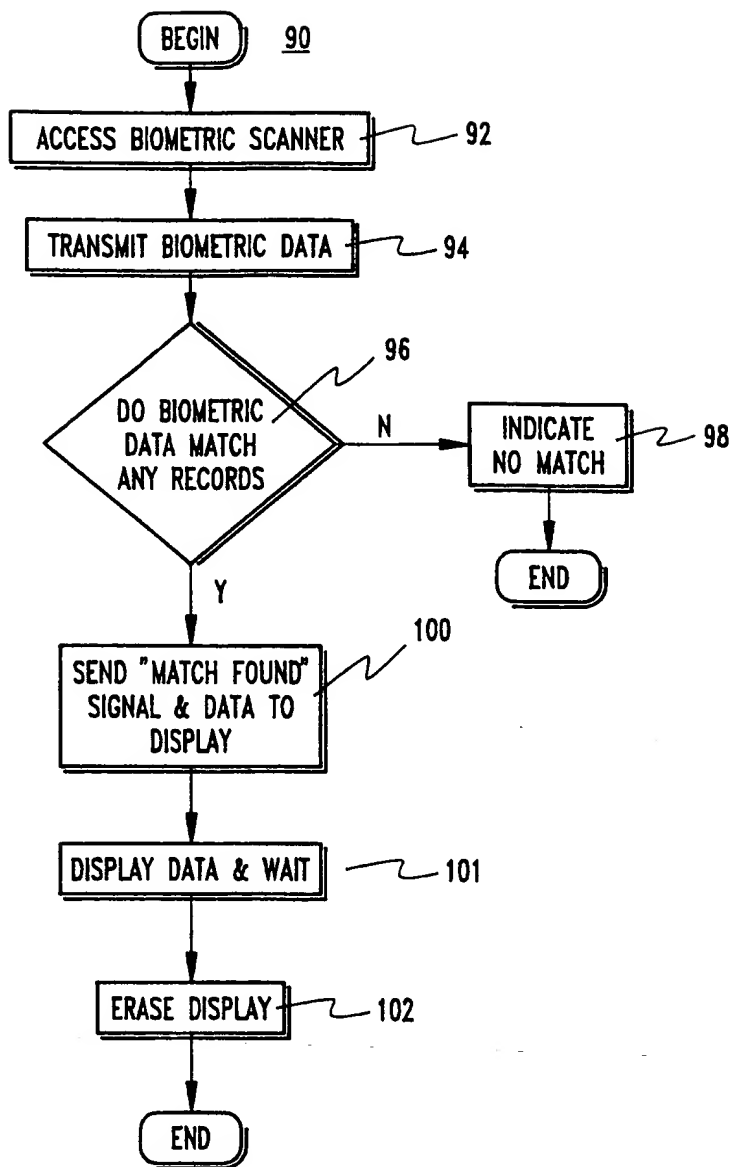 BEGIN
90
ACCESS BIOMETRIC SCANNER
92
TRANSMIT BIOMETRIC DATA
94
96
DO BIOMETRIC
DATA MATCH
ANY RECORDS
N
INDICATE
NO MATCH
98
END
Y
100
SEND "MATCH FOUND"
SIGNAL & DATA TO
DISPLAY
DISPLAY DATA & WAIT
101
ERASE DISPLAY
102
END